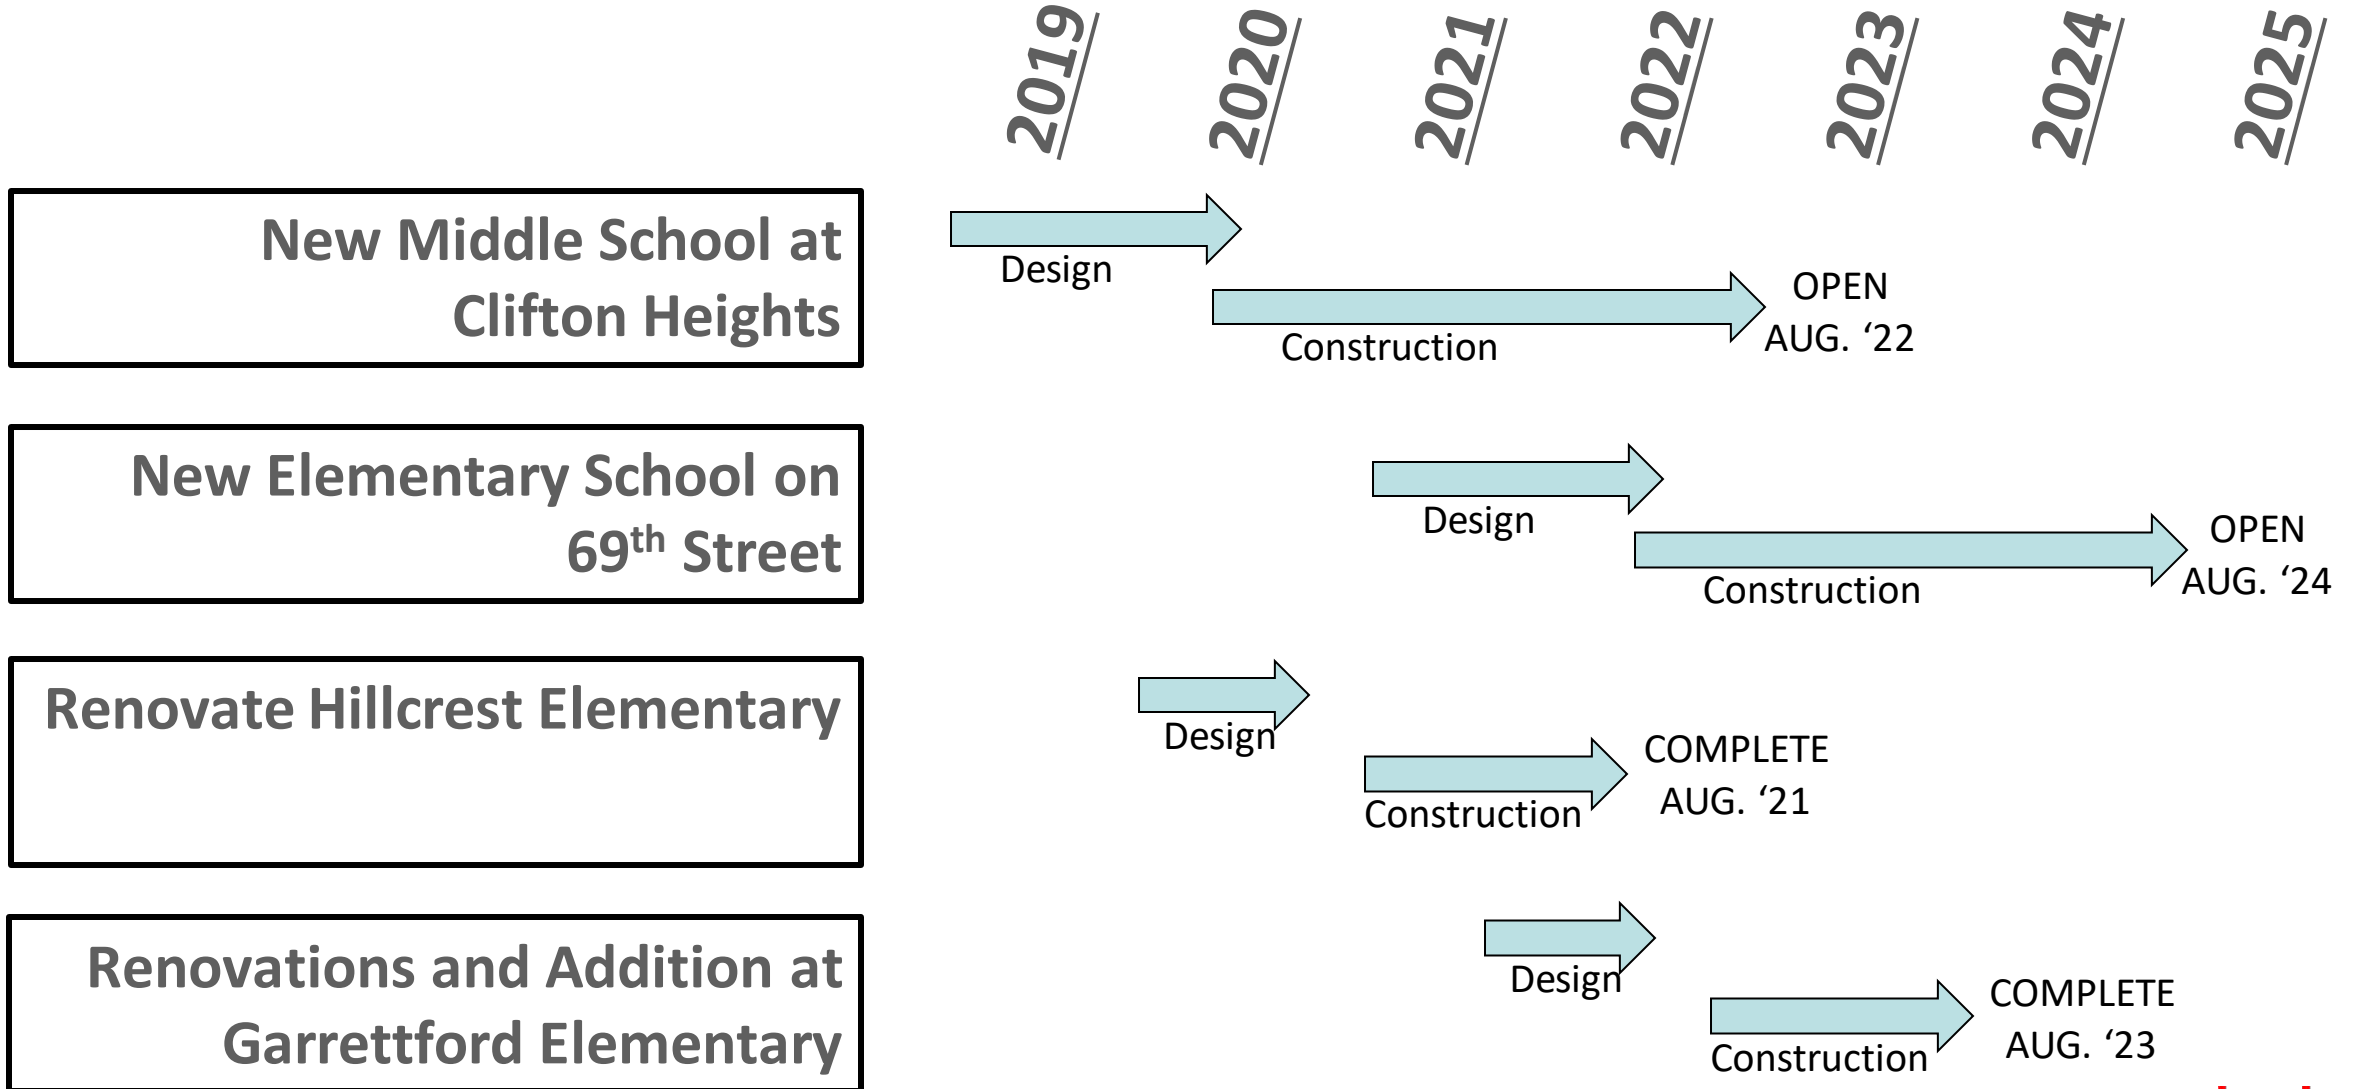 2019 2020 2021 2022 2023 2024 2025
New Middle School at
Clifton Heights
Design
Construction
OPEN
AUG. ‘22
New Elementary School on
69th Street
Design
Construction
OPEN
AUG. ‘24
Renovate Hillcrest Elementary
Design
Construction
COMPLETE
AUG. ‘21
Renovations and Addition at
Garrettford Elementary
Design
Construction
COMPLETE
AUG. ‘23